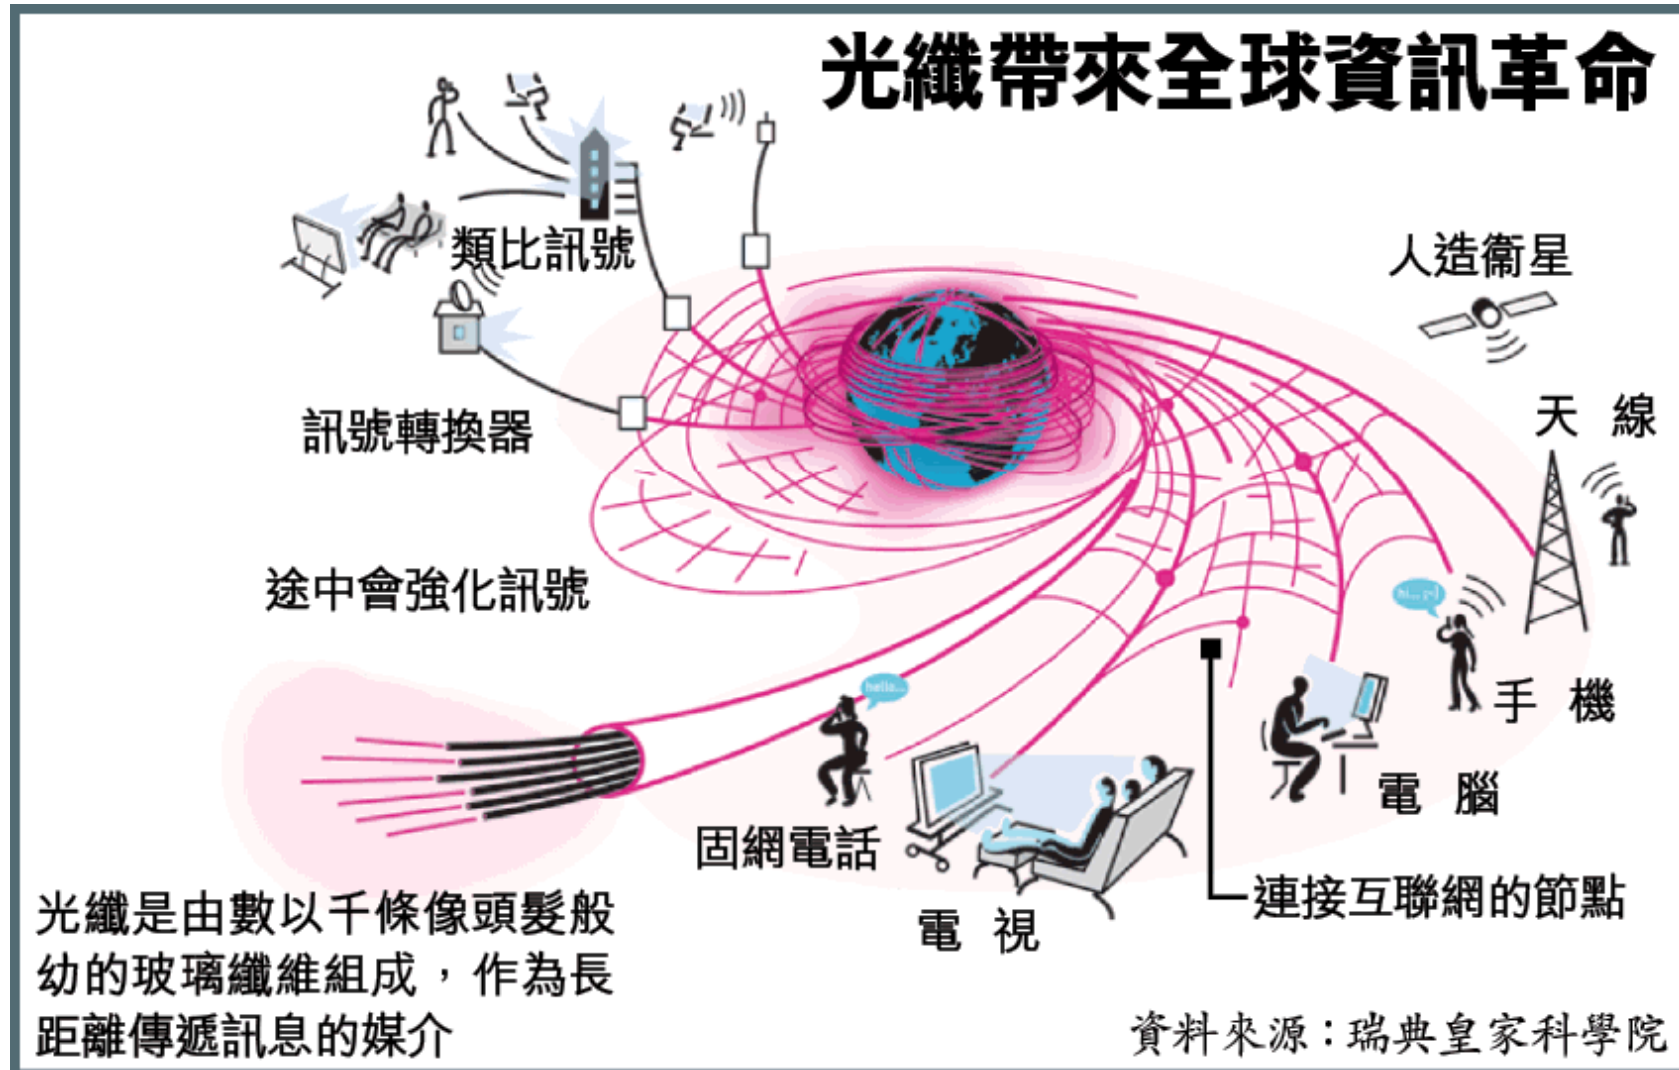 光纖帶來全球資訊革命
類比訊號
人造衞星
訊號轉換器
天線
途中會強化訊號
hi... ;-)
手機
hello...
電腦
固網電話
電視
連接互聯網的節點
光纖是由數以千條像頭髮般
幼的玻璃纖維組成，作為長
距離傳遞訊息的媒介
資料來源：瑞典皇家科學院